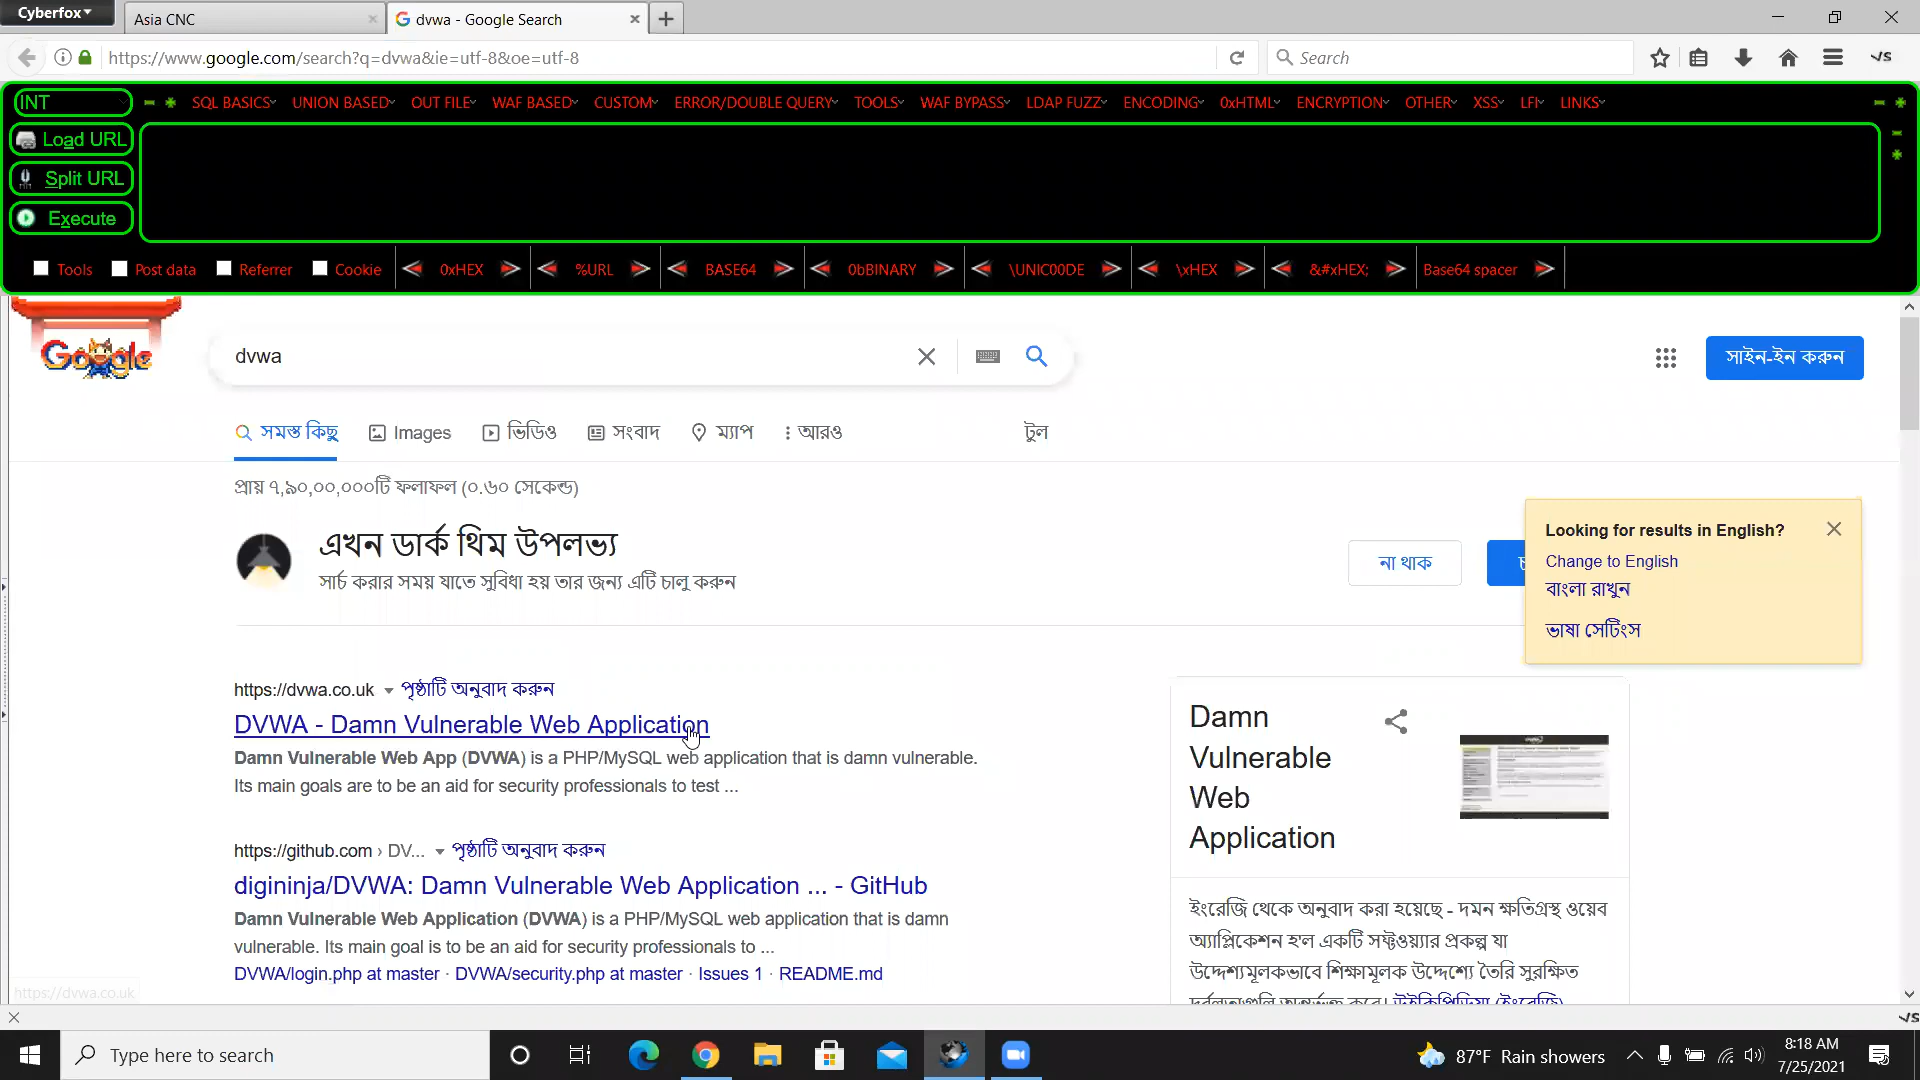 Cyberfox
Asia CNC
dvwa - Google Search
https://www.google.com/search?q=dvwa&ie=utf-8&oe=utf-8
Search
INT
SQL BASICS
UNION BASED
OUT FILE
WAF BASED
CUSTOM
ERROR/DOUBLE QUERY
TOOLS
WAF BYPASS
LDAP FUZZ
ENCODING
0xHTML
ENCRYPTION
OTHER
XSS
LFI
LINKS
Load URL
Split URL
Execute
Tools
Post data
Referrer
Cookie
0xHEX
%URL
BASE64
0bBINARY
\UNIC00DE
\xHEX
&#xHEX;
Base64 spacer
Google
dvwa
সাইন-ইন করুন
সমস্ত কিছু
Images
ভিডিও
সংবাদ
ম্যাপ
আরও
টুল
প্রায় ৭,৯০,০০,০০০টি ফলাফল (০.৬০ সেকেন্ড)
এখন ডার্ক থিম উপলভ্য
সার্চ করার সময় যাতে সুবিধা হয় তার জন্য এটি চালু করুন
না থাক
Looking for results in English?
Change to English
বাংলা রাখুন
ভাষা সেটিংস
https://dvwa.co.uk
পৃষ্ঠাটি অনুবাদ করুন
DVWA - Damn Vulnerable Web Application
Damn Vulnerable Web App (DVWA) is a PHP/MySQL web application that is damn vulnerable.
Its main goals are to be an aid for security professionals to test ...
https://github.com › DV...
পৃষ্ঠাটি অনুবাদ করুন
digininja/DVWA: Damn Vulnerable Web Application ... - GitHub
Damn Vulnerable Web Application (DVWA) is a PHP/MySQL web application that is damn
vulnerable. Its main goal is to be an aid for security professionals to ...
DVWA/login.php at master · DVWA/security.php at master · Issues 1 · README.md
Damn
Vulnerable
Web
Application
ইংরেজি থেকে অনুবাদ করা হয়েছে - দমন ক্ষতিগ্রস্থ ওয়েব
অ্যাপ্লিকেশন হ'ল একটি সফ্টওয়্যার প্রকল্প যা
উদ্দেশ্যমূলকভাবে শিক্ষামূলক উদ্দেশ্যে তৈরি সুরক্ষিত
https://dvwa.co.uk
Type here to search
87°F Rain showers
8:18 AM
7/25/2021